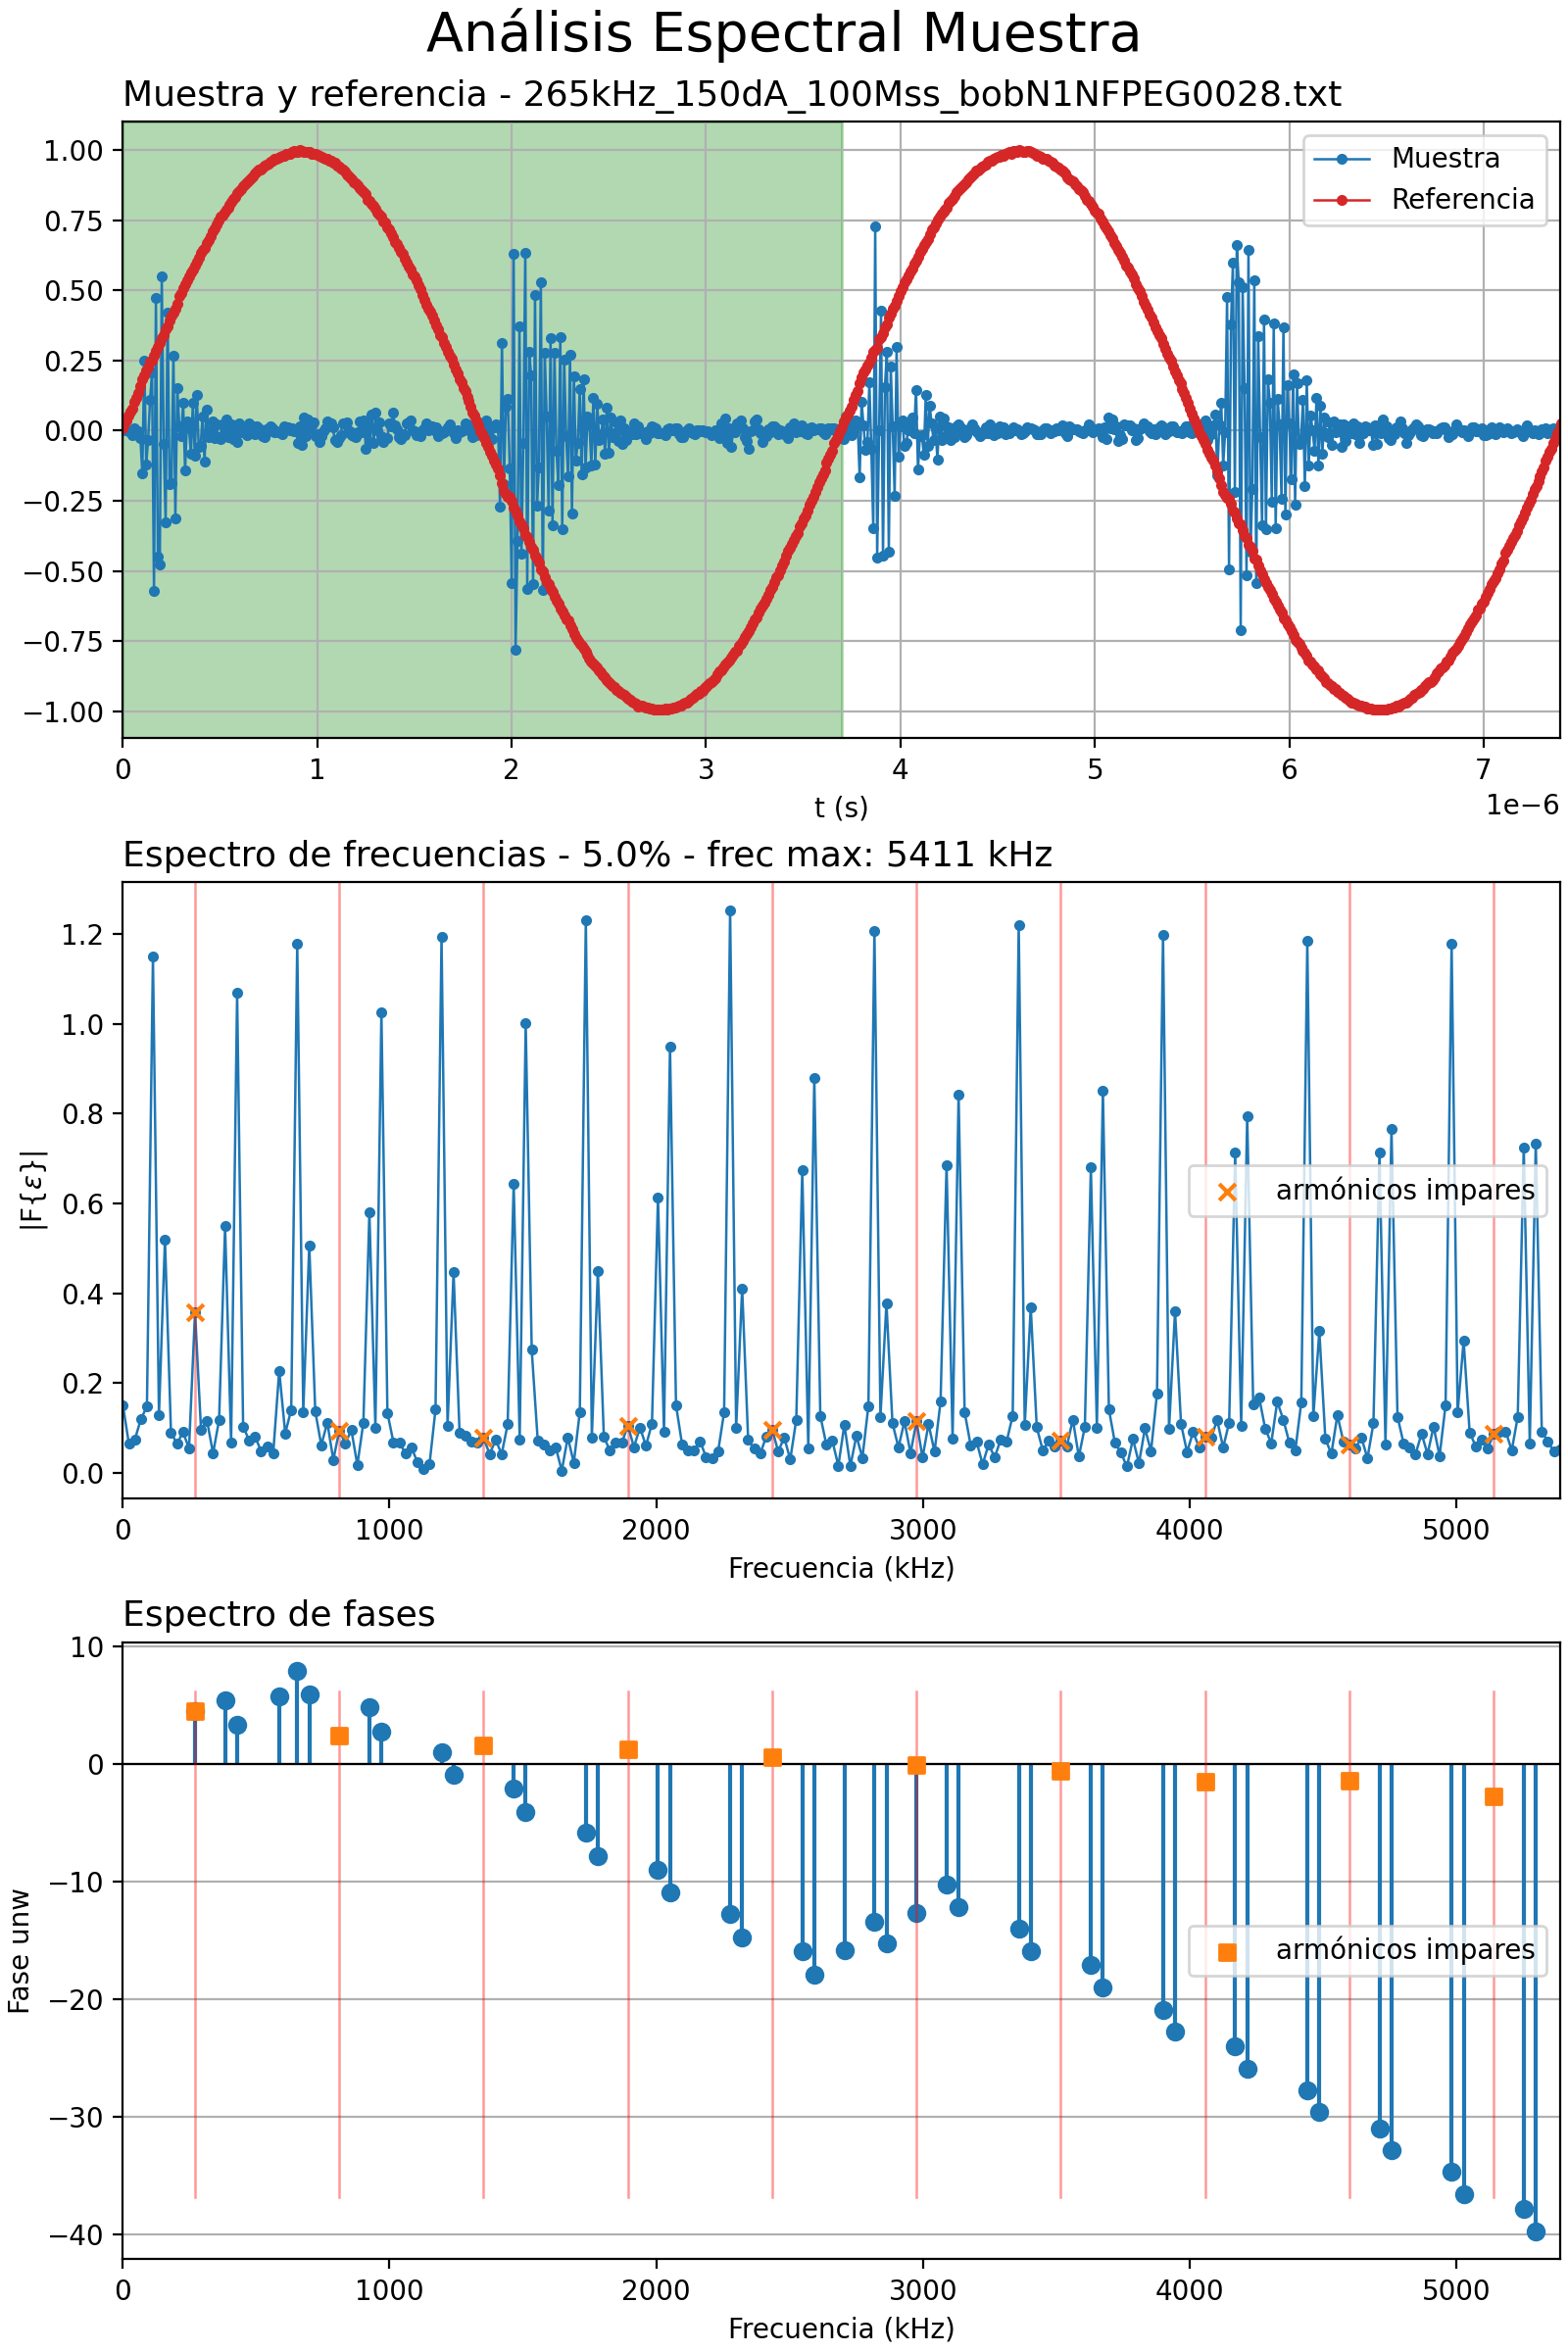 Análisis Espectral Muestra
Muestra y referencia - 265kHz_150dA_100Mss_bobN1NFPEG0028.txt
1.00
0.75
0.50
0.25
0.00
−0.25
−0.50
−0.75
−1.00
Muestra
Referencia
0 1 2 3 4 5 6 7
t (s)
1e−6
Espectro de frecuencias - 5.0% - frec max: 5411 kHz
|F{ε}|
1.2
1.0
0.8
0.6
0.4
0.2
0.0
armónicos impares
0 1000 2000 3000 4000 5000
Frecuencia (kHz)
Espectro de fases
Fase unw
10
0
−10
−20
−30
−40
armónicos impares
0 1000 2000 3000 4000 5000
Frecuencia (kHz)